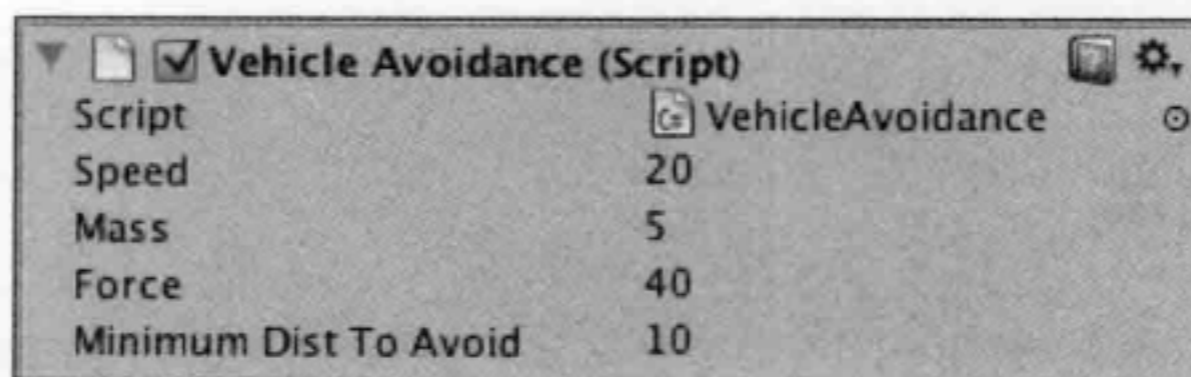 Vehicle Avoidance (Script)
Script C# VehicleAvoidance
Speed 20
Mass 5
Force 40
Minimum Dist To Avoid 10